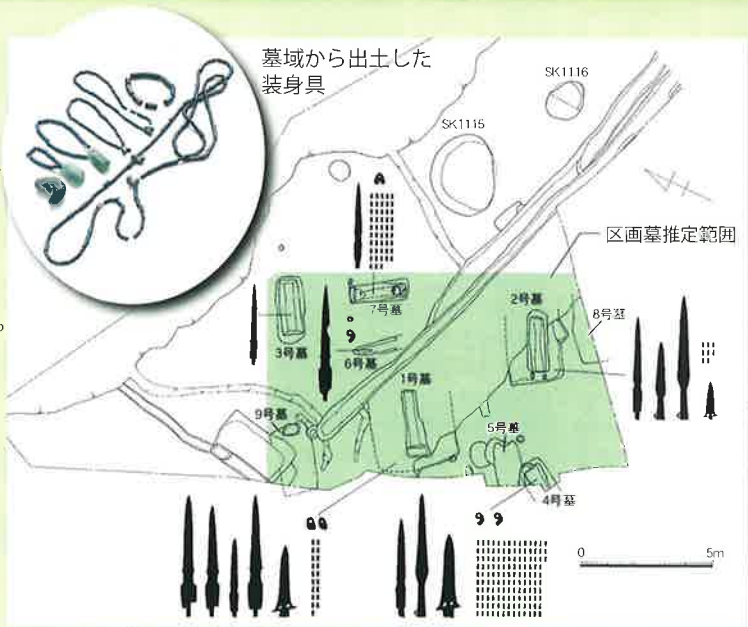 墓域から出土した
装身具
SK1116
SK1115
区画墓推定範囲
7号墓
2号墓
8号墓
3号墓
6号墓
1号墓
9号墓
5号墓
4号墓
0 5m